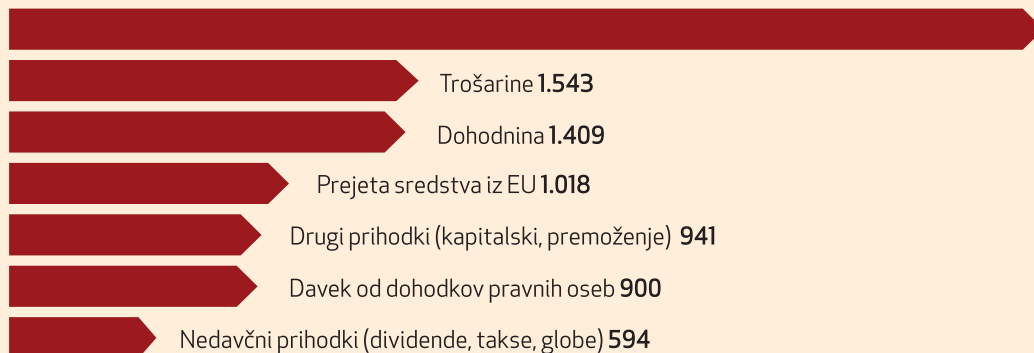 Trošarine 1.543
Dohodnina 1.409
Prejeta sredstva iz EU 1.018
Drugi prihodki (kapitalski, premoženje) 941
Davek od dohodkov pravnih oseb 900
Nedavčni prihodki (dividende, takse, globe) 594